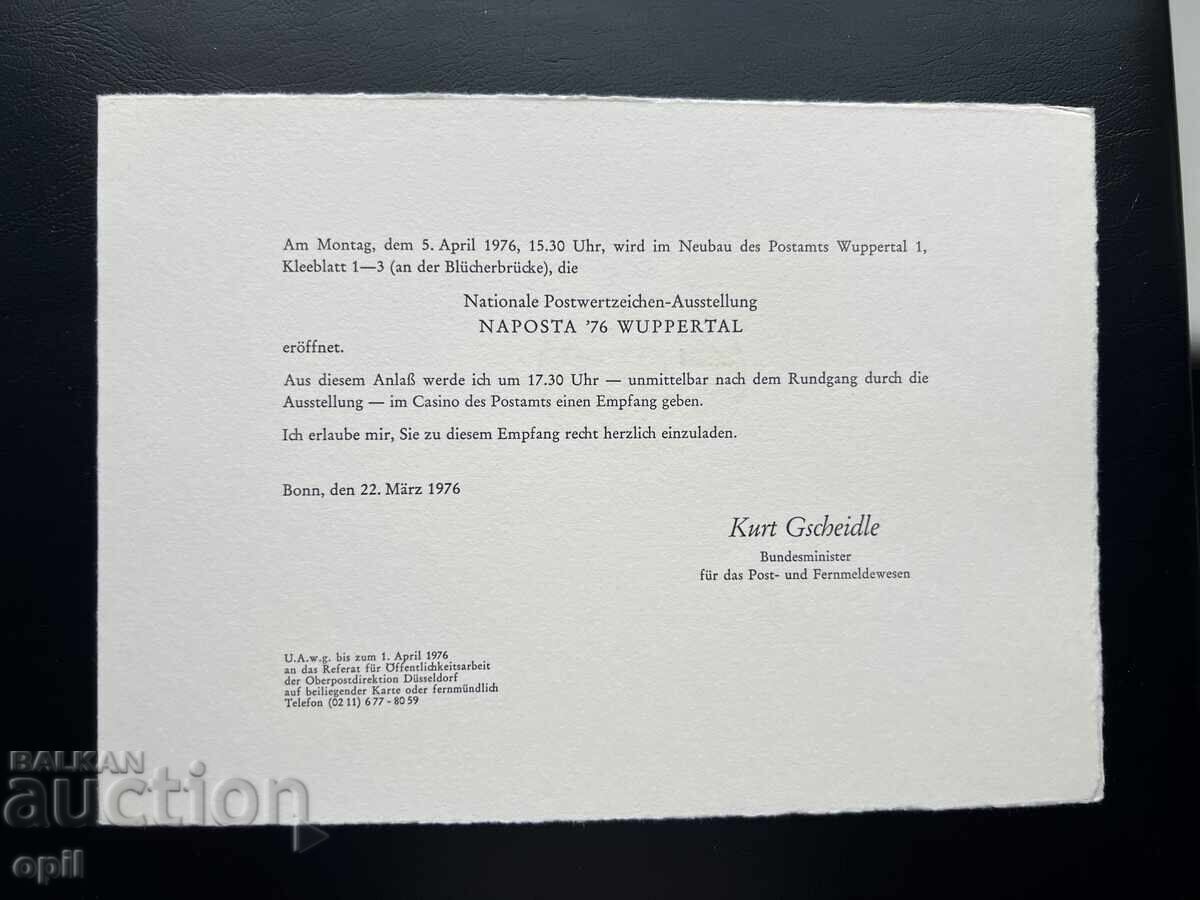 Am Montag, dem 5. April 1976, 15.30 Uhr, wird im Neubau des Postamts Wuppertal 1,
Kleeblatt 1—3 (an der Blücherbrücke), die
Nationale Postwertzeichen-Ausstellung
NAPOSTA '76 WUPPERTAL
eröffnet.
Aus diesem Anlaß werde ich um 17.30 Uhr — unmittelbar nach dem Rundgang durch die
Ausstellung — im Casino des Postamts einen Empfang geben.
Ich erlaube mir, Sie zu diesem Empfang recht herzlich einzuladen.
Bonn, den 22. März 1976
Kurt Gscheidle
Bundesminister
für das Post- und Fernmeldewesen
U.A.w.g. bis zum 1. April 1976
an das Referat für Öffentlichkeitsarbeit
der Oberpostdirektion Düsseldorf
auf beiliegender Karte oder fernmündlich
Telefon (02 11) 6 77 - 80 59
BALKAN
auction
opil